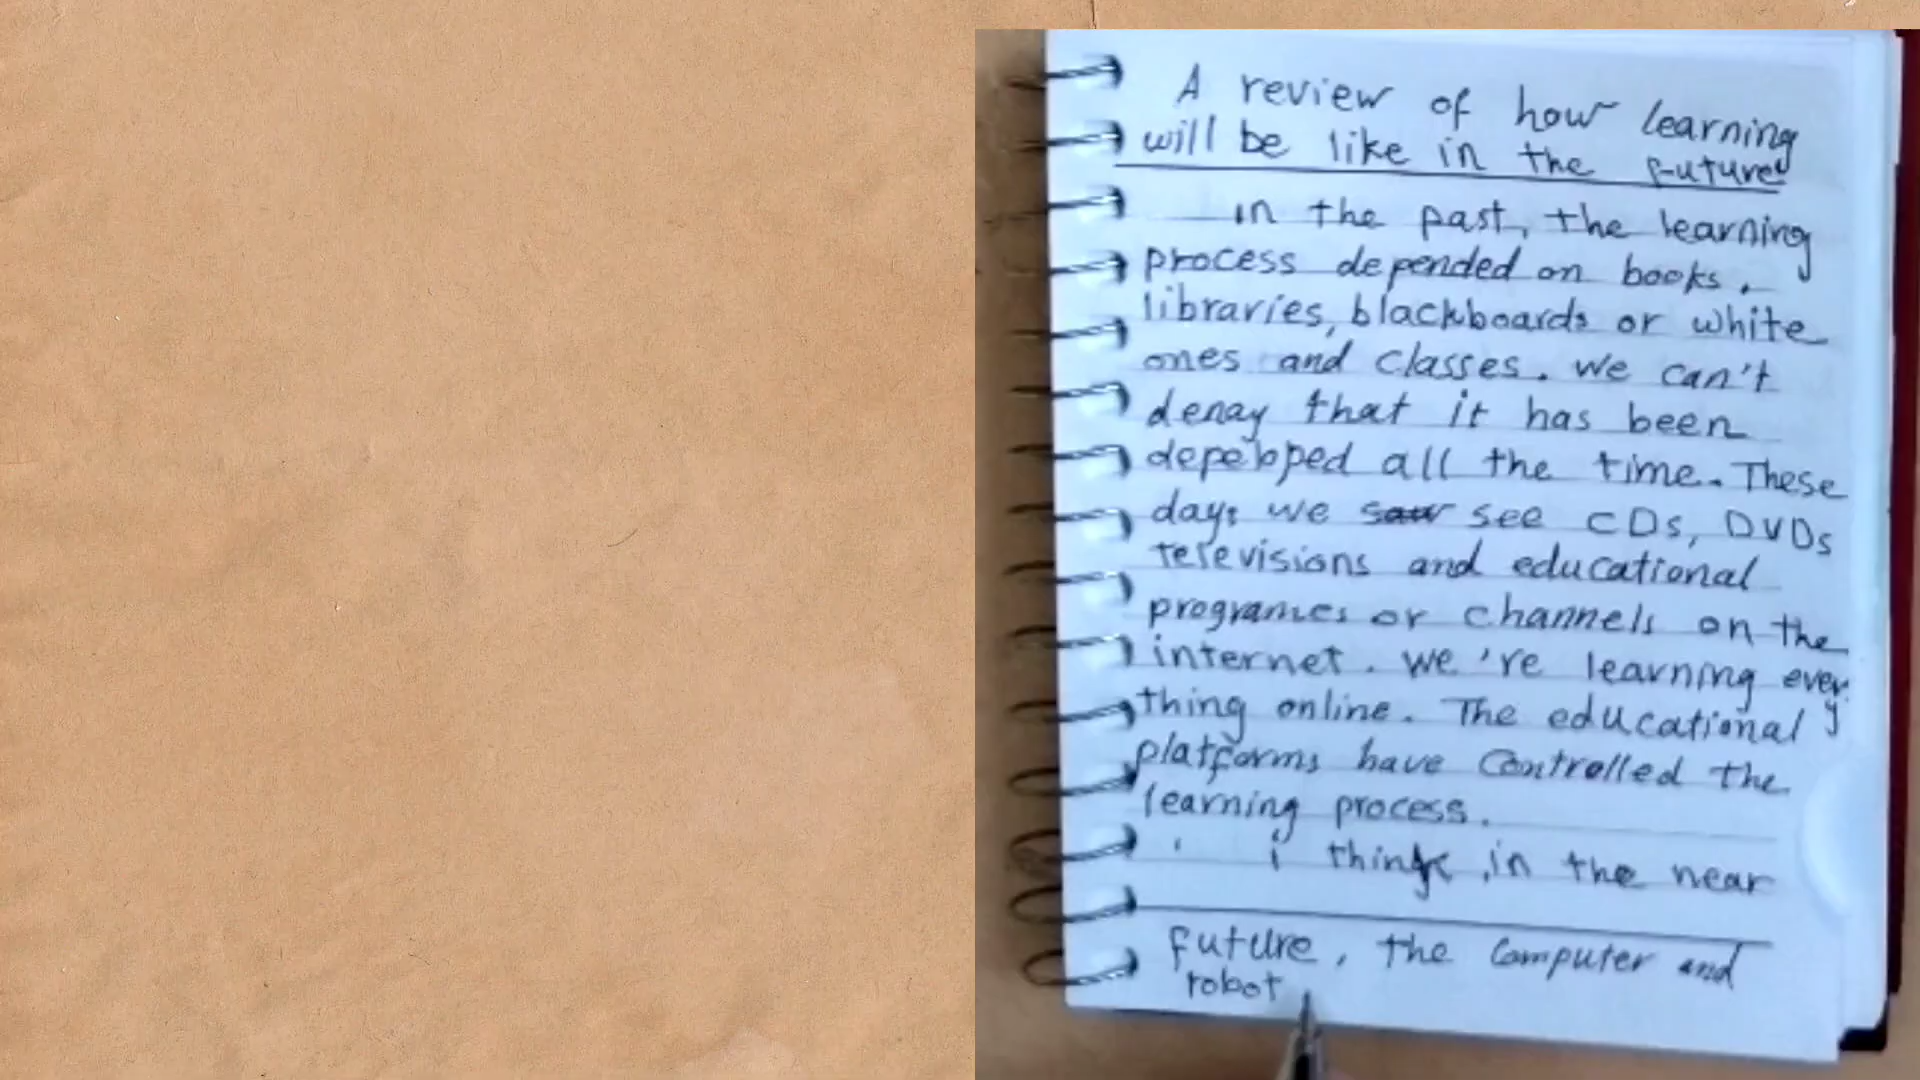 A review of how learning
will be like in the future
in the past, the learning
process depended on books,
libraries, blackboards or white
ones and classes. we can't
denay that it has been
depeloped all the time. These
days we saw see CDs, DVDs
televisions and educational
programes or channels on the
internet. we're learning every
thing online. The educational
platforms have controlled the
learning process.
i think, in the near
future, the computer and
robot